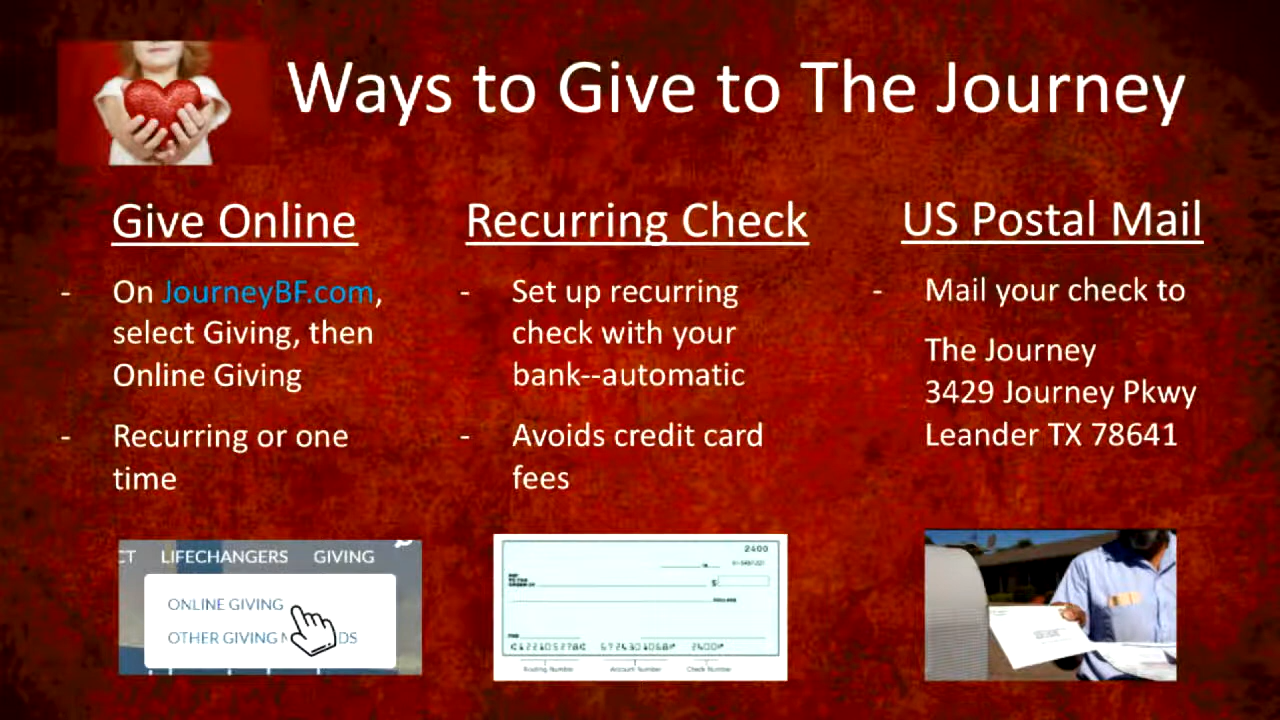 Ways to Give to The Journey
Give Online
- On JourneyBF.com,
select Giving, then
Online Giving
- Recurring or one
time
CT LIFECHANGERS GIVING
ONLINE GIVING
OTHER GIVING
Recurring Check
- Set up recurring
check with your
bank--automatic
- Avoids credit card
fees
2400
$
DOLLARS
Routing Number Account Number Check Number
US Postal Mail
- Mail your check to
The Journey
3429 Journey Pkwy
Leander TX 78641